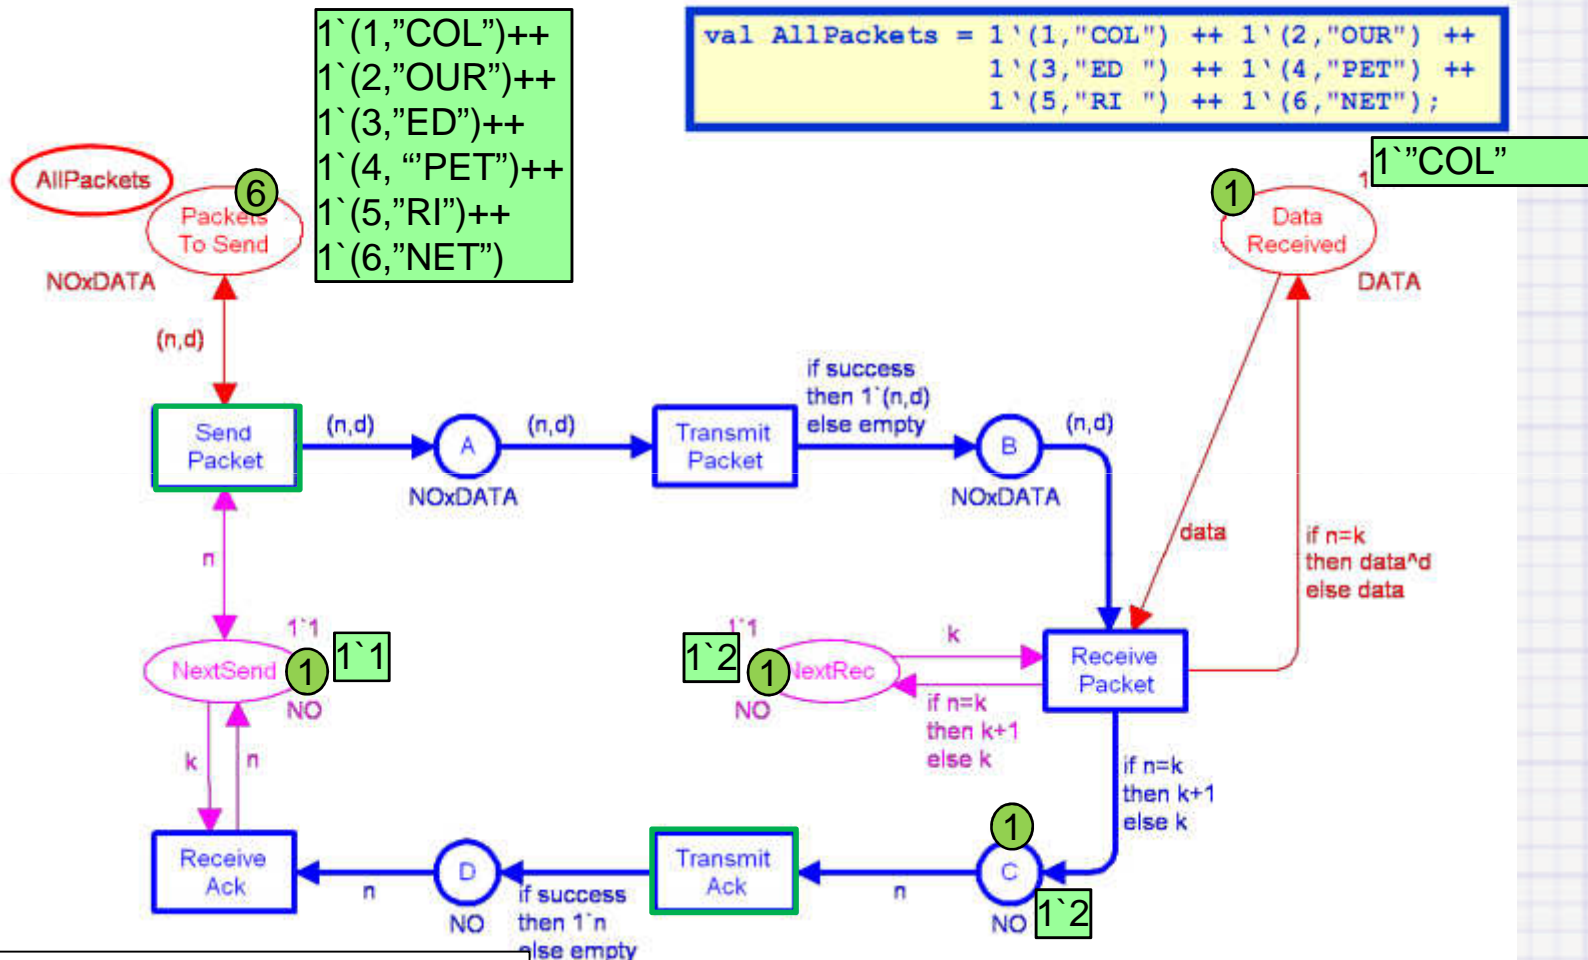 1`(1,”COL”)++
1`(2,”OUR”)++
1`(3,”ED”)++
1`(4, “’PET”)++
1`(5,”RI”)++
1`(6,”NET”)
val AllPackets = 1`(1,"COL") ++ 1`(2,"OUR") ++
1`(3,"ED ") ++ 1`(4,"PET") ++
1`(5,"RI ") ++ 1`(6,"NET");
AllPackets
6
Packets
To Send
NOxDATA
(n,d)
1
1`”COL”
1
Data
Received
DATA
Send
Packet
(n,d)
A
NOxDATA
(n,d)
Transmit
Packet
if success
then 1`(n,d)
else empty
B
NOxDATA
(n,d)
data
if n=k
then data^d
else data
n
1`1
NextSend
1
1`1
NO
1`1
1`2
1
NextRec
NO
k
if n=k
then k+1
else k
Receive
Packet
if n=k
then k+1
else k
k
n
Receive
Ack
n
D
NO
if success
then 1`n
else empty
Transmit
Ack
n
1
C
NO
1`2